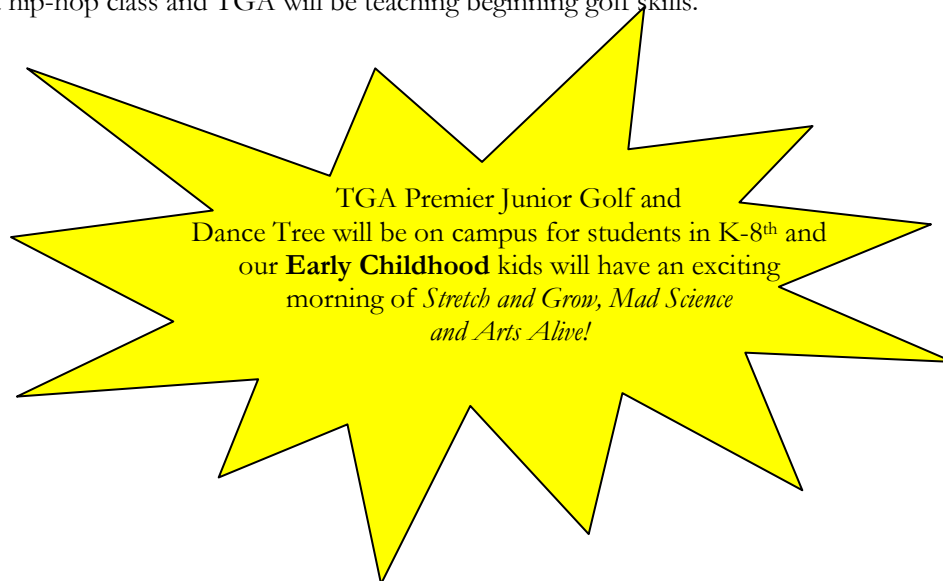 hip-hop class and TGA will be teaching beginning golf skills.
TGA Premier Junior Golf and
Dance Tree will be on campus for students in K-8th and
our Early Childhood kids will have an exciting
morning of Stretch and Grow, Mad Science
and Arts Alive!